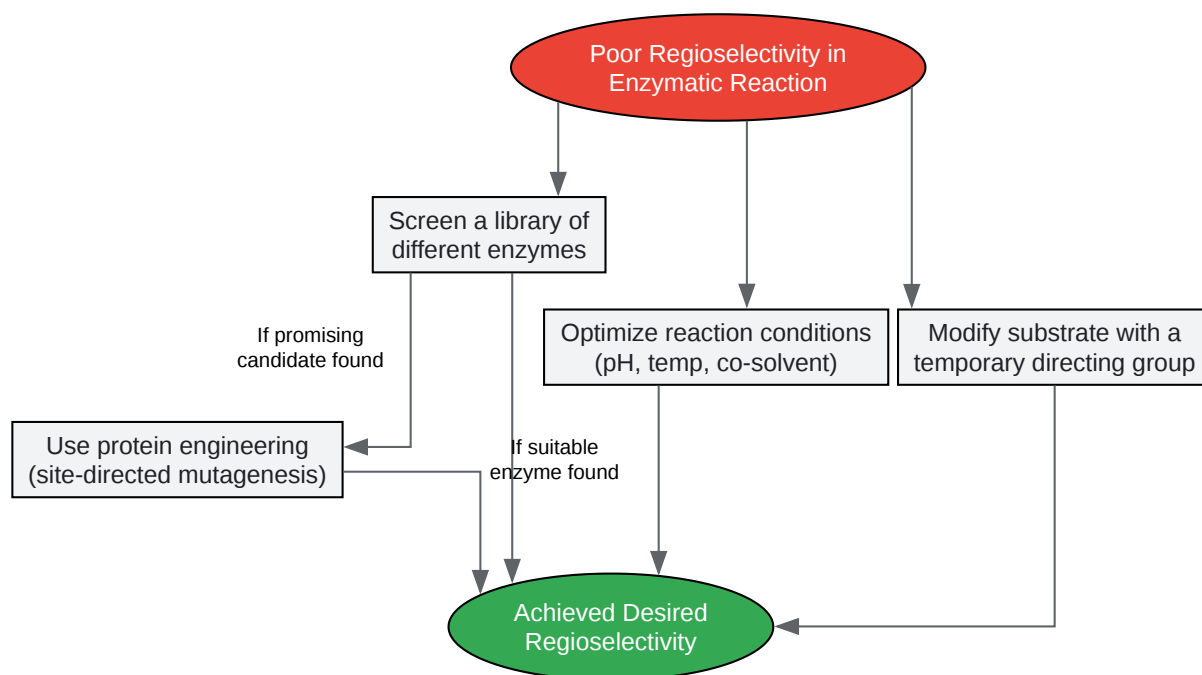 Poor Regioselectivity in
Enzymatic Reaction
Screen a library of
different enzymes
If promising
candidate found
Optimize reaction conditions
(pH, temp, co-solvent)
Modify substrate with a
temporary directing group
Use protein engineering
(site-directed mutagenesis)
If suitable
enzyme found
Achieved Desired
Regioselectivity